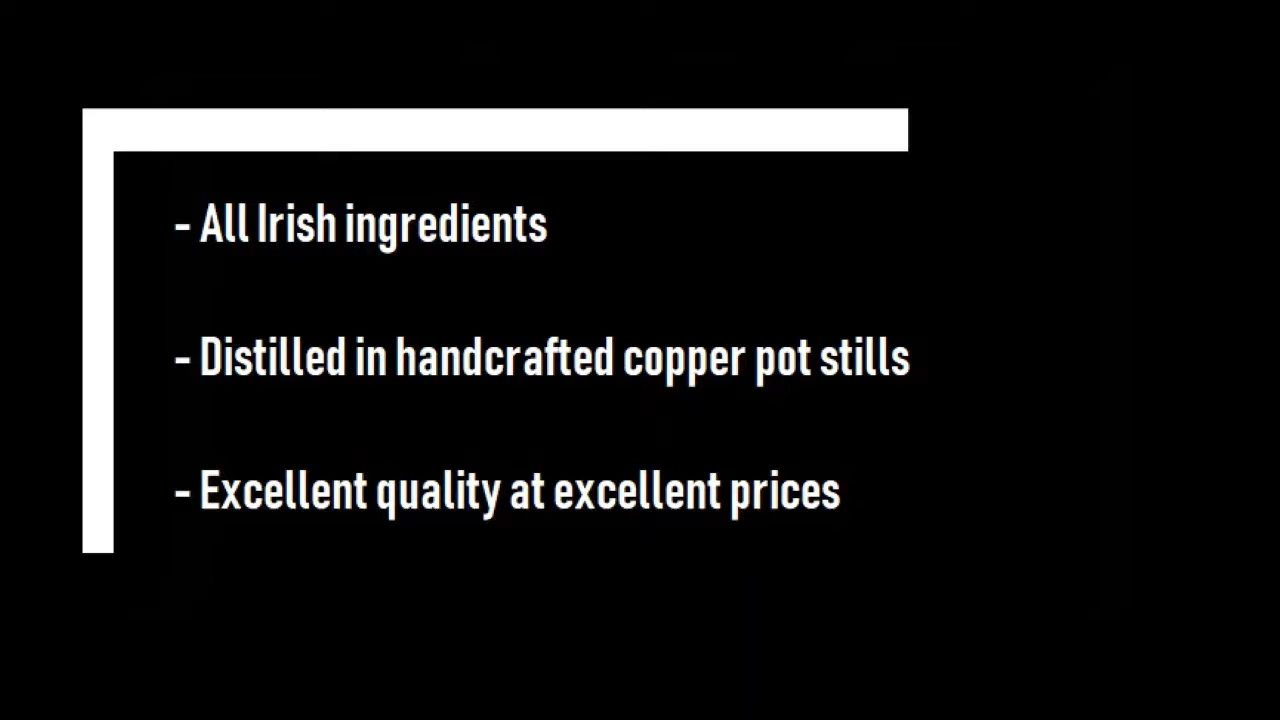 - All Irish ingredients
- Distilled in handcrafted copper pot stills
- Excellent quality at excellent prices